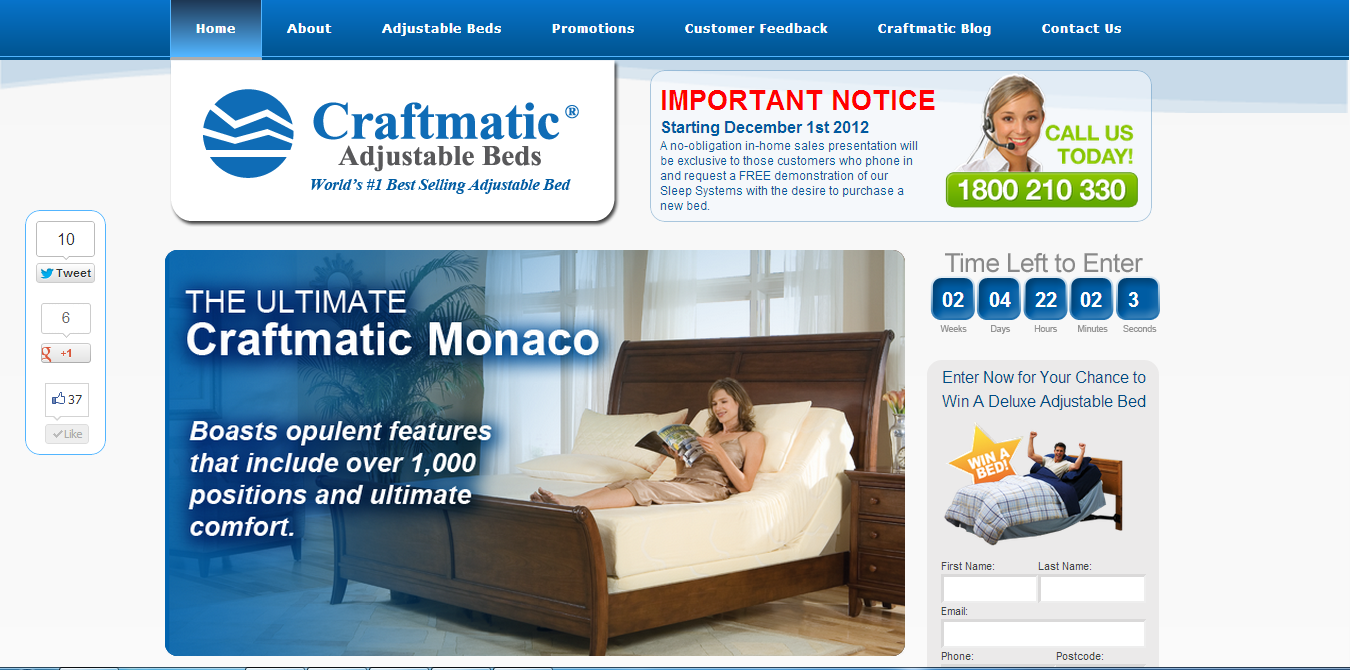 Home
About
Adjustable Beds
Promotions
Customer Feedback
Craftmatic Blog
Contact Us
Craftmatic®
Adjustable Beds
World's #1 Best Selling Adjustable Bed
IMPORTANT NOTICE
Starting December 1st 2012
A no-obligation in-home sales presentation will
be exclusive to those customers who phone in
and request a FREE demonstration of our
Sleep Systems with the desire to purchase a
new bed.
CALL US
TODAY!
1800 210 330
10
Tweet
6
+1
37
Like
THE ULTIMATE
Craftmatic Monaco
Boasts opulent features
that include over 1,000
positions and ultimate
comfort.
Time Left to Enter
02 04 22 02 3
Weeks Days Hours Minutes Seconds
Enter Now for Your Chance to
Win A Deluxe Adjustable Bed
WIN A
BED!
First Name: Last Name:
Email:
Phone: Postcode: